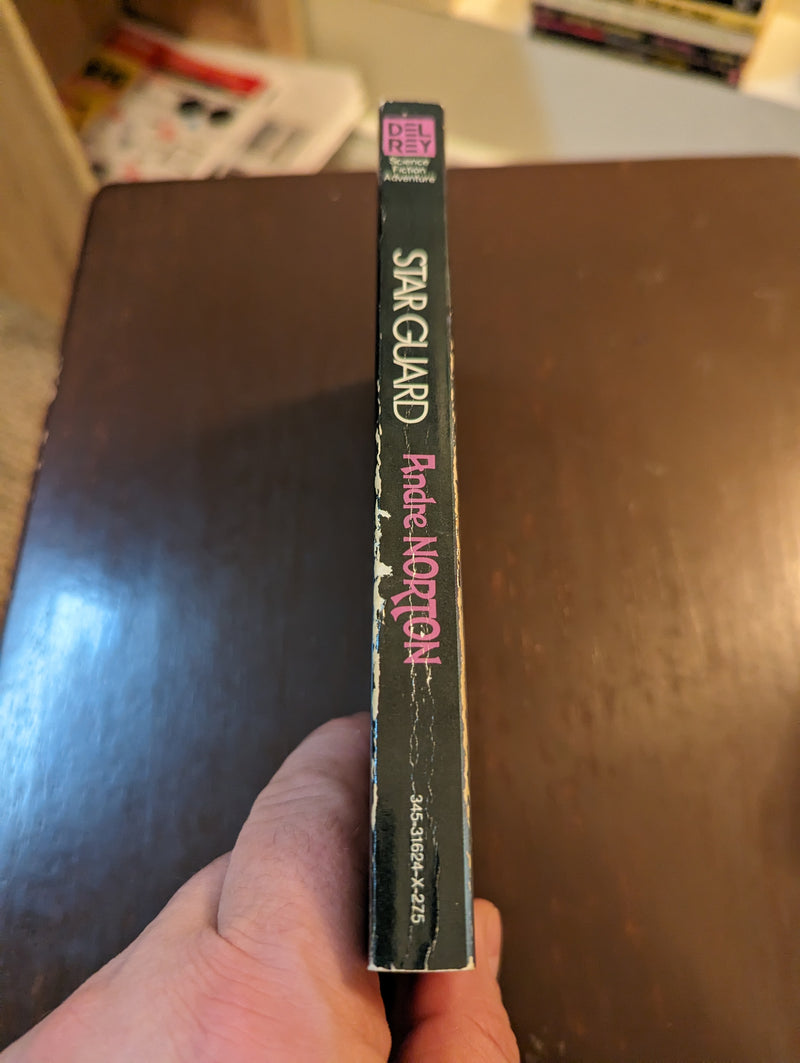 DEL
REY
Science
Fiction
Adventure
STAR GUARD
Andre NORTON
345-31624-X-275